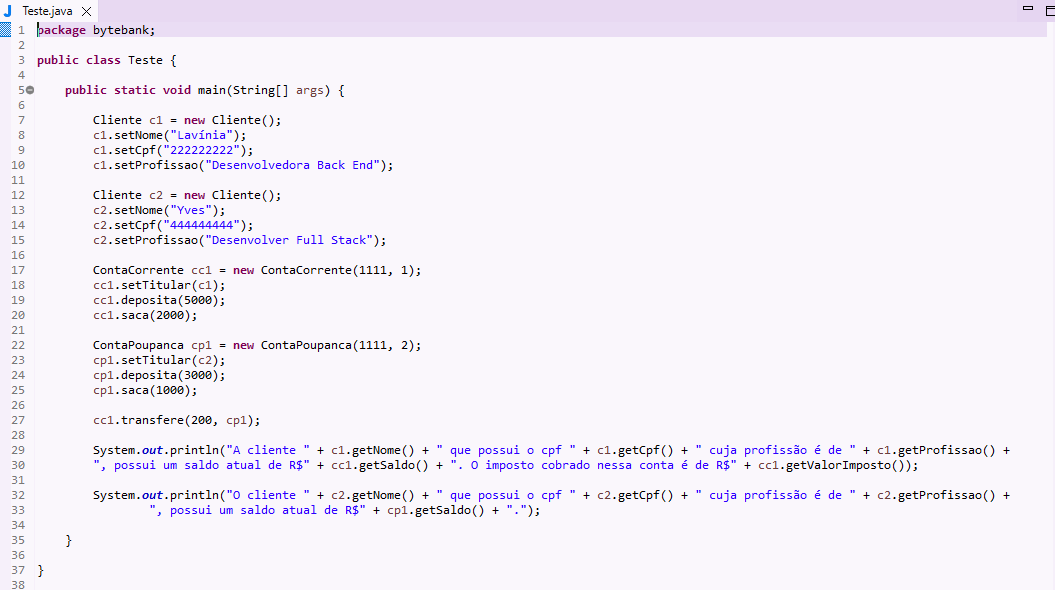 Teste.java
1 package bytebank;
2
3 public class Teste {
4
5 public static void main(String[] args) {
6
7 Cliente c1 = new Cliente();
8 c1.setNome("Lavínia");
9 c1.setCpf("222222222");
10 c1.setProfissao("Desenvolvedora Back End");
11
12 Cliente c2 = new Cliente();
13 c2.setNome("Yves");
14 c2.setCpf("444444444");
15 c2.setProfissao("Desenvolver Full Stack");
16
17 ContaCorrente cc1 = new ContaCorrente(1111, 1);
18 cc1.setTitular(c1);
19 cc1.deposita(5000);
20 cc1.saca(2000);
21
22 ContaPoupanca cp1 = new ContaPoupanca(1111, 2);
23 cp1.setTitular(c2);
24 cp1.deposita(3000);
25 cp1.saca(1000);
26
27 cc1.transfere(200, cp1);
28
29 System.out.println("A cliente " + c1.getNome() + " que possui o cpf " + c1.getCpf() + " cuja profissão é de " + c1.getProfissao() +
30 ", possui um saldo atual de R$" + cc1.getSaldo() + ". O imposto cobrado nessa conta é de R$" + cc1.getValorImposto());
31
32 System.out.println("O cliente " + c2.getNome() + " que possui o cpf " + c2.getCpf() + " cuja profissão é de " + c2.getProfissao() +
33 ", possui um saldo atual de R$" + cp1.getSaldo() + ".");
34
35 }
36
37 }
38